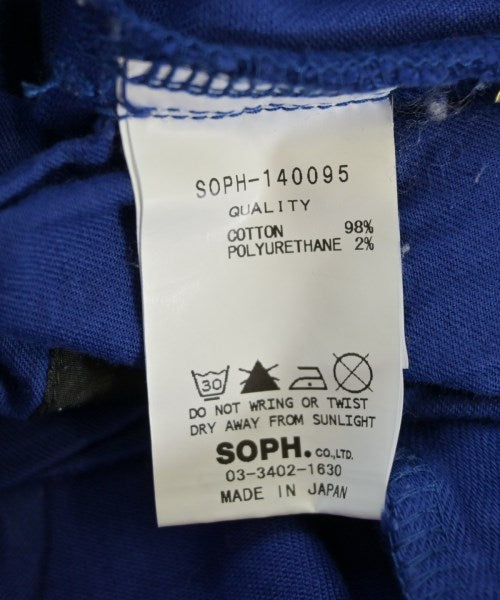 SOPH-140095
QUALITY
COTTON 98%
POLYURETHANE 2%
30
DO NOT WRING OR TWIST
DRY AWAY FROM SUNLIGHT
SOPH. CO.,LTD.
03-3402-1630
MADE IN JAPAN